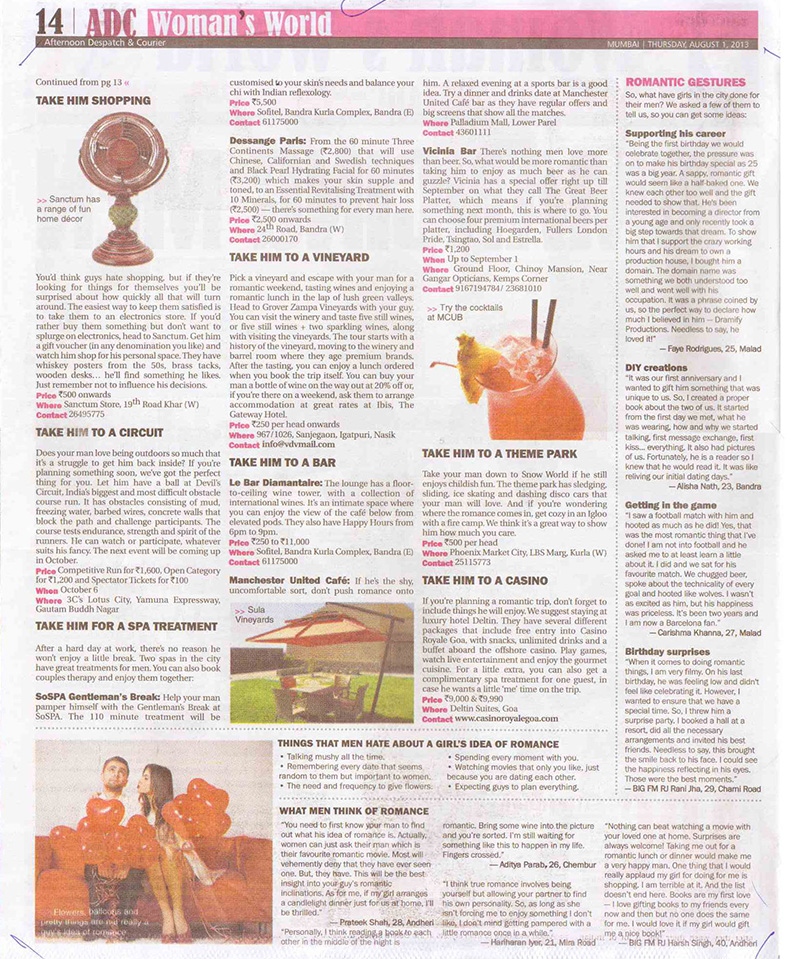 14 | ADC Woman's World
Afternoon Despatch & Courier
MUMBAI | THURSDAY, AUGUST 1, 2013
Continued from pg 13 «
TAKE HIM SHOPPING
>> Sanctum has
a range of fun
home décor
You'd think guys hate shopping, but if they're
looking for things for themselves you'll be
surprised about how quickly all that will turn
around. The easiest way to keep them satisfied is
to take them to an electronics store. If you'd
rather buy them something but don't want to
splurge on electronics, head to Sanctum. Get him
a gift voucher (in any denomination you like) and
watch him shop for his personal space. They have
whiskey posters from the 50s, brass tacks,
wooden desks... he'll find something he likes.
Just remember not to influence his decisions.
Price ₹500 onwards
Where Sanctum Store, 19th Road Khar (W)
Contact 26495775
TAKE HIM TO A CIRCUIT
Does your man love being outdoors so much that
it's a struggle to get him back inside? If you're
planning something soon, we've got the perfect
thing for you. Let him have a ball at Devil's
Circuit, India's biggest and most difficult obstacle
course run. It has obstacles consisting of mud,
freezing water, barbed wires, concrete walls that
block the path and challenge participants. The
course tests endurance, strength and spirit of the
runners. He can watch or participate, whatever
suits his fancy. The next event will be coming up
in October.
Price Competitive Run for ₹1,600, Open Category
for ₹1,200 and Spectator Tickets for ₹100
When October 6
Where 3C's Lotus City, Yamuna Expressway,
Gautam Buddh Nagar
TAKE HIM FOR A SPA TREATMENT
After a hard day at work, there's no reason he
won't enjoy a little break. Two spas in the city
have great treatments for men. You can also book
couples therapy and enjoy them together:
SoSPA Gentleman's Break: Help your man
pamper himself with the Gentleman's Break at
SoSPA. The 110 minute treatment will be
customised to your skin's needs and balance your
chi with Indian reflexology.
Price ₹5,500
Where Sofitel, Bandra Kurla Complex, Bandra (E)
Contact 61175000
Dessange Paris: From the 60 minute Three
Continents Massage (₹2,800) that will use
Chinese, Californian and Swedish techniques
and Black Pearl Hydrating Facial for 60 minutes
(₹3,200) which makes your skin supple and
toned, to an Essential Revitalising Treatment with
10 Minerals, for 60 minutes to prevent hair loss
(₹2,500) — there's something for every man here.
Price ₹2,500 onwards
Where 24th Road, Bandra (W)
Contact 26000170
TAKE HIM TO A VINEYARD
Pick a vineyard and escape with your man for a
romantic weekend, tasting wines and enjoying a
romantic lunch in the lap of lush green valleys.
Head to Grover Zampa Vineyards with your guy.
You can visit the winery and taste five still wines,
or five still wines + two sparkling wines, along
with visiting the vineyards. The tour starts with a
history of the vineyard, moving to the winery and
barrel room where they age premium brands.
After the tasting, you can enjoy a lunch ordered
when you book the trip itself. You can buy your
man a bottle of wine on the way out at 20% off or,
if you're there on a weekend, ask them to arrange
accommodation at great rates at Ibis, The
Gateway Hotel.
Price ₹250 per head onwards
Where 967/1026, Sanjegaon, Igatpuri, Nasik
Contact info@vdvmail.com
TAKE HIM TO A BAR
Le Bar Diamantaire: The lounge has a floor-
to-ceiling wine tower, with a collection of
international wines. It's an intimate space where
you can enjoy the view of the café below from
elevated pods. They also have Happy Hours from
6pm to 9pm.
Price ₹250 to ₹11,000
Where Sofitel, Bandra Kurla Complex, Bandra (E)
Contact 61175000
Manchester United Café: If he's the shy,
uncomfortable sort, don't push romance onto
>> Sula
Vineyards
him. A relaxed evening at a sports bar is a good
idea. Try a dinner and drinks date at Manchester
United Café bar as they have regular offers and
big screens that show all the matches.
Where Palladium Mall, Lower Parel
Contact 43601111
Vicinia Bar There's nothing men love more
than beer. So, what would be more romantic than
taking him to enjoy as much beer as he can
guzzle? Vicinia has a special offer right up till
September on what they call The Great Beer
Platter, which means if you're planning
something next month, this is where to go. You
can choose four premium international beers per
platter, including Hoegarden, Fullers London
Pride, Tsingtao, Sol and Estrella.
Price ₹1,200
When Up to September 1
Where Ground Floor, Chinoy Mansion, Near
Gangar Opticians, Kemps Corner
Contact 9167194784/ 23681010
>> Try the cocktails
at MCUB
TAKE HIM TO A THEME PARK
Take your man down to Snow World if he still
enjoys childish fun. The theme park has sledging,
sliding, ice skating and dashing disco cars that
your man will love. And if you're wondering
where the romance comes in, get cozy in an Igloo
with a fire camp. We think it's a great way to show
him how much you care.
Price ₹500 per head
Where Phoenix Market City, LBS Marg, Kurla (W)
Contact 25115773
TAKE HIM TO A CASINO
If you're planning a romantic trip, don't forget to
include things he will enjoy. We suggest staying at
luxury hotel Deltin. They have several different
packages that include free entry into Casino
Royale Goa, with snacks, unlimited drinks and a
buffet aboard the offshore casino. Play games,
watch live entertainment and enjoy the gourmet
cuisine. For a little extra, you can also get a
complimentary spa treatment for one guest, in
case he wants a little 'me' time on the trip.
Price ₹9,000 & ₹9,990
Where Deltin Suites, Goa
Contact www.casinoroyalegoa.com
ROMANTIC GESTURES
So, what have girls in the city done for
their men? We asked a few of them to
tell us, so you can get some ideas:
Supporting his career
"Being the first birthday we would
celebrate together, the pressure was
on to make his birthday special as 25
was a big year. A sappy, romantic gift
would seem like a half-baked one. We
knew each other too well and the gift
needed to show that. He's been
interested in becoming a director from
a young age and only recently took a
big step towards that dream. To show
him that I support the crazy working
hours and his dream to own a
production house, I bought him a
domain. The domain name was
something we both understood too
well and went well with his
occupation. It was a phrase coined by
us, so the perfect way to declare how
much I believed in him — Dramify
Productions. Needless to say, he
loved it!"
— Faye Rodrigues, 25, Malad
DIY creations
"It was our first anniversary and I
wanted to gift him something that was
unique to us. So, I created a proper
book about the two of us. It started
from the first day we met, what he
was wearing, how and why we started
talking, first message exchange, first
kiss... everything. It also had pictures
of us. Fortunately, he is a reader so I
knew that he would read it. It was like
reliving our initial dating days."
— Alisha Nath, 23, Bandra
Getting in the game
"I saw a football match with him and
hooted as much as he did! Yes, that
was the most romantic thing that I've
done! I am not into football and he
asked me to at least learn a little
about it. I did and we sat for his
favourite match. We chugged beer,
spoke about the technicality of every
goal and hooted like wolves. I wasn't
as excited as him, but his happiness
was priceless. It's been two years and
I am now a Barcelona fan."
— Carishma Khanna, 27, Malad
Birthday surprises
"When it comes to doing romantic
things, I am very filmy. On his last
birthday, he was feeling low and didn't
feel like celebrating it. However, I
wanted to ensure that we have a
special time. So, I threw him a
surprise party. I booked a hall at a
resort, did all the necessary
arrangements and invited his best
friends. Needless to say, this brought
the smile back to his face. I could see
the happiness reflecting in his eyes.
Those were the best moments."
— BIG FM RJ Rani Jha, 29, Charni Road
>> Flowers, balloons and
pretty things are not really a
guy's idea of romance
THINGS THAT MEN HATE ABOUT A GIRL'S IDEA OF ROMANCE
• Talking mushy all the time.
• Remembering every date that seems
random to them but important to women.
• The need and frequency to give flowers.
• Spending every moment with you.
• Watching movies that only you like, just
because you are dating each other.
• Expecting guys to plan everything.
WHAT MEN THINK OF ROMANCE
"You need to first know your man to find
out what his idea of romance is. Actually,
women can just ask their man which is
their favourite romantic movie. Most will
vehemently deny that they have ever seen
one. But, they have. This will be the best
insight into your guy's romantic
inclinations. As for me, if my girl arranges
a candlelight dinner just for us at home, I'll
be thrilled."
— Prateek Shah, 28, Andheri
"Personally, I think reading a book to each
other in the middle of the night is
romantic. Bring some wine into the picture
and you're sorted. I'm still waiting for
something like this to happen in my life.
Fingers crossed."
— Aditya Parab, 26, Chembur
"I think true romance involves being
yourself but allowing your partner to find
his own personality. So, as long as she
isn't forcing me to enjoy something I don't
like, I don't mind getting pampered with a
little romance once in a while."
— Hariharan Iyer, 21, Mira Road
"Nothing can beat watching a movie with
your loved one at home. Surprises are
always welcome! Taking me out for a
romantic lunch or dinner would make me
a very happy man. One thing that I would
really applaud my girl for doing for me is
shopping. I am terrible at it. And the list
doesn't end here. Books are my first love
— I love gifting books to my friends every
now and then but no one does the same
for me. I would love it if my girl would gift
me a nice book!"
— BIG FM RJ Harsh Singh, 40, Andheri